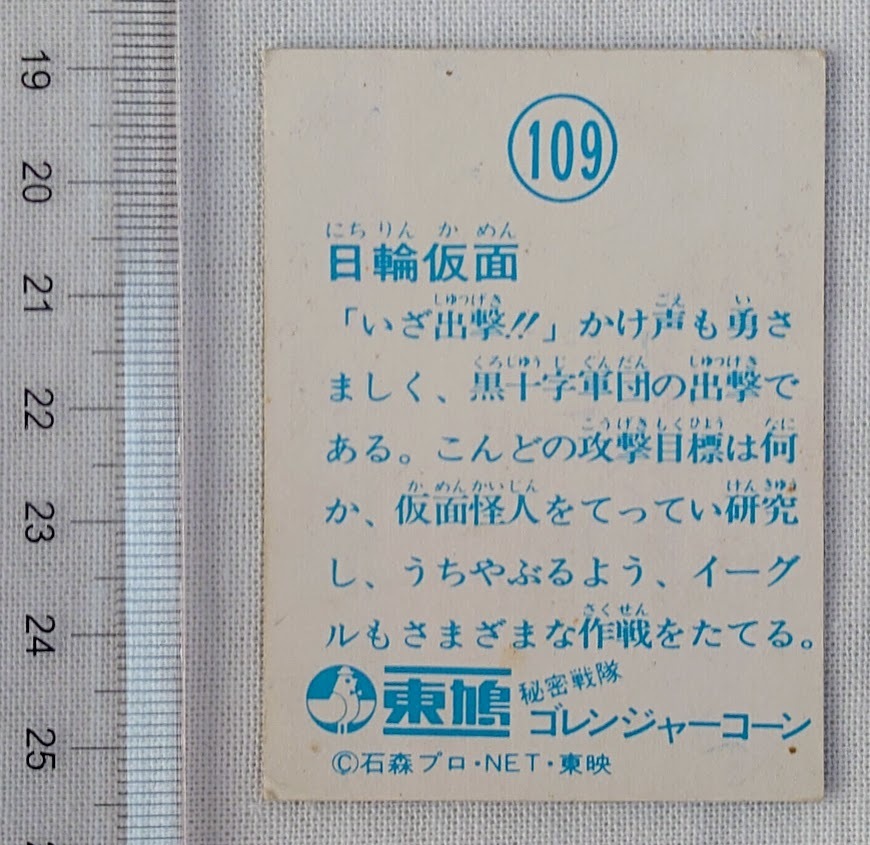 19
20
21
22
23
24
25
109
にちりん かめん
日輪仮面
しゅつげき こえ い
「いざ出撃!!」かけ声も勇さ
くろじゅうじ ぐんだん しゅつげき
ましく、黒十字軍団の出撃で
こうげきもくひょう なに
ある。こんどの攻撃目標は何
かめんかいじん けんきゅう
か、仮面怪人をてってい研究
し、うちやぶるよう、イーグ
さくせん
ルもさまざまな作戦をたてる。
東鳩 秘密戦隊
ゴレンジャーコーン
©石森プロ・NET・東映